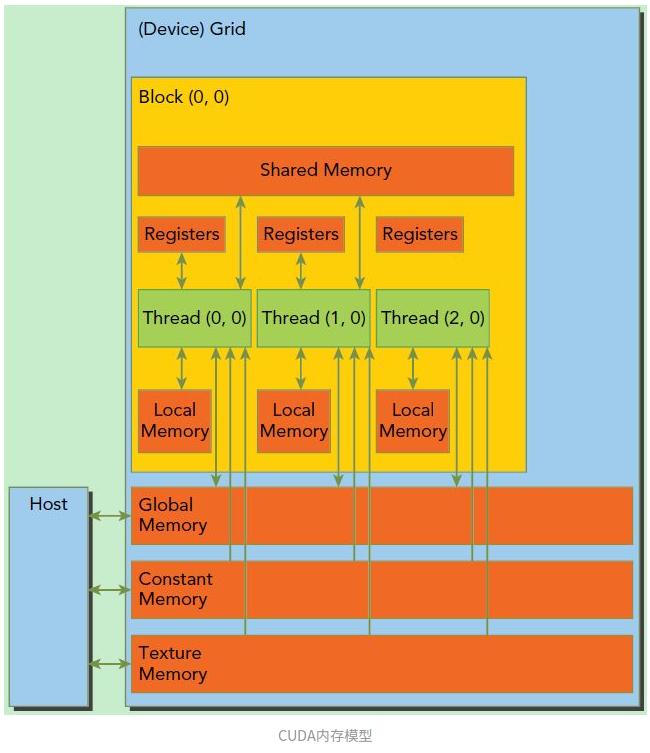 (Device) Grid
Block (0, 0)
Shared Memory
Registers
Registers
Registers
Thread (0, 0)
Thread (1, 0)
Thread (2, 0)
Local
Memory
Local
Memory
Local
Memory
Host
Global
Memory
Constant
Memory
Texture
Memory
CUDA内存模型